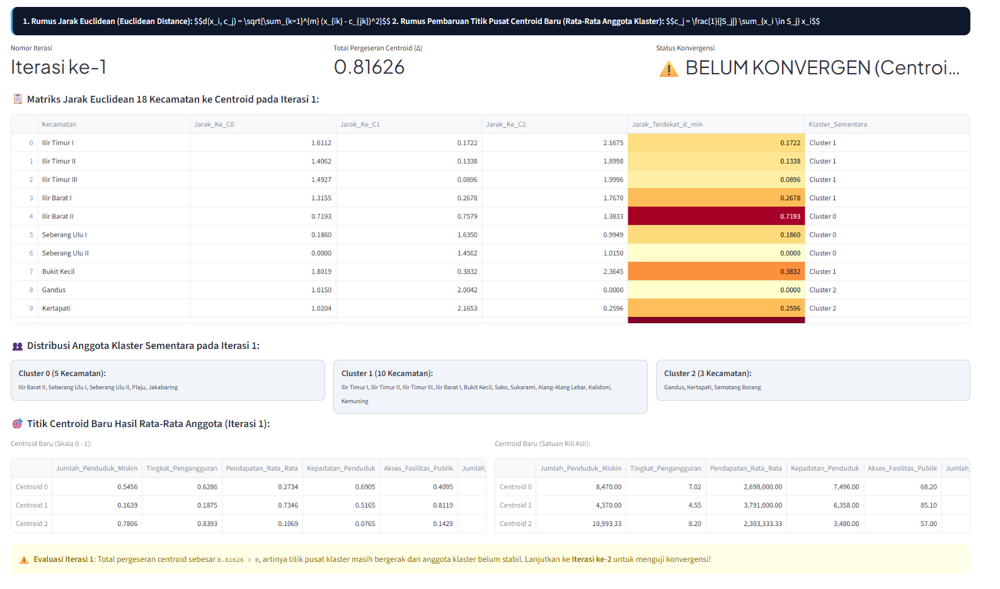 1. Rumus Jarak Euclidean (Euclidean Distance): $$d(x_i, c_j) = \sqrt{\sum_{k=1}^{m} (x_{ik} - c_{jk})^2}$$ 2. Rumus Pembaruan Titik Pusat Centroid Baru (Rata-Rata Anggota Klaster): $$c_j = \frac{1}{|S_j|} \sum_{x_i \in S_j} x_i$$
Nomor Iterasi Total Pergeseran Centroid (Δ) Status Konvergensi
Iterasi ke-1 0.81626 ⚠️ BELUM KONVERGEN (Centroi...
Matriks Jarak Euclidean 18 Kecamatan ke Centroid pada Iterasi 1:
Kecamatan Jarak_Ke_C0 Jarak_Ke_C1 Jarak_Ke_C2 Jarak_Terdekat_d_min Klaster_Sementara
0 Ilir Timur I 1.6112 0.1722 2.1675 0.1722 Cluster 1
1 Ilir Timur II 1.4062 0.1338 1.8998 0.1338 Cluster 1
2 Ilir Timur III 1.4927 0.0896 1.9996 0.0896 Cluster 1
3 Ilir Barat I 1.3155 0.2678 1.7670 0.2678 Cluster 1
4 Ilir Barat II 0.7193 0.7579 1.3833 0.7193 Cluster 0
5 Seberang Ulu I 0.1860 1.6350 0.9949 0.1860 Cluster 0
6 Seberang Ulu II 0.0000 1.4562 1.0150 0.0000 Cluster 0
7 Bukit Kecil 1.8019 0.3832 2.3645 0.3832 Cluster 1
8 Gandus 1.0150 2.0042 0.0000 0.0000 Cluster 2
9 Kertapati 1.0204 2.1653 0.2596 0.2596 Cluster 2
Distribusi Anggota Klaster Sementara pada Iterasi 1:
Cluster 0 (5 Kecamatan):
Ilir Barat II, Seberang Ulu I, Seberang Ulu II, Plaju, Jakabaring
Cluster 1 (10 Kecamatan):
Ilir Timur I, Ilir Timur II, Ilir Timur III, Ilir Barat I, Bukit Kecil, Sako, Sukarami, Alang-Alang Lebar, Kalidoni,
Kemuning
Cluster 2 (3 Kecamatan):
Gandus, Kertapati, Sematang Borang
Titik Centroid Baru Hasil Rata-Rata Anggota (Iterasi 1):
Centroid Baru (Skala 0 - 1):
Jumlah_Penduduk_Miskin Tingkat_Pengangguran Pendapatan_Rata_Rata Kepadatan_Penduduk Akses_Fasilitas_Publik Jumlah_
Centroid 0 0.5456 0.6286 0.2734 0.6905 0.4095
Centroid 1 0.1639 0.1875 0.7346 0.5165 0.8119
Centroid 2 0.7806 0.8393 0.1069 0.0765 0.1429
Centroid Baru (Satuan Riil Asli):
Jumlah_Penduduk_Miskin Tingkat_Pengangguran Pendapatan_Rata_Rata Kepadatan_Penduduk Akses_Fasilitas_Publik Jumlah_
Centroid 0 8,470.00 7.02 2,698,000.00 7,496.00 68.20
Centroid 1 4,370.00 4.55 3,791,000.00 6,358.00 85.10
Centroid 2 10,993.33 8.20 2,303,333.33 3,480.00 57.00
⚠️ Evaluasi Iterasi 1: Total pergeseran centroid sebesar 0.81626 > 0, artinya titik pusat klaster masih bergerak dan anggota klaster belum stabil. Lanjutkan ke Iterasi ke-2 untuk menguji konvergensi!